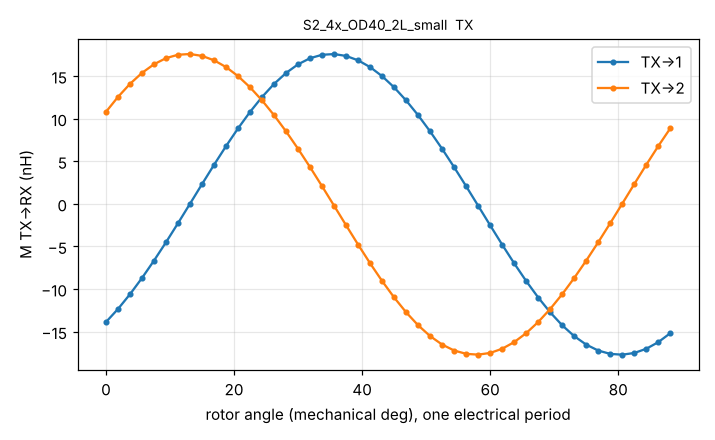 S2_4x_OD40_2L_small TX
TX→1
TX→2
M TX→RX (nH)
15
10
5
0
−5
−10
−15
0 20 40 60 80
rotor angle (mechanical deg), one electrical period